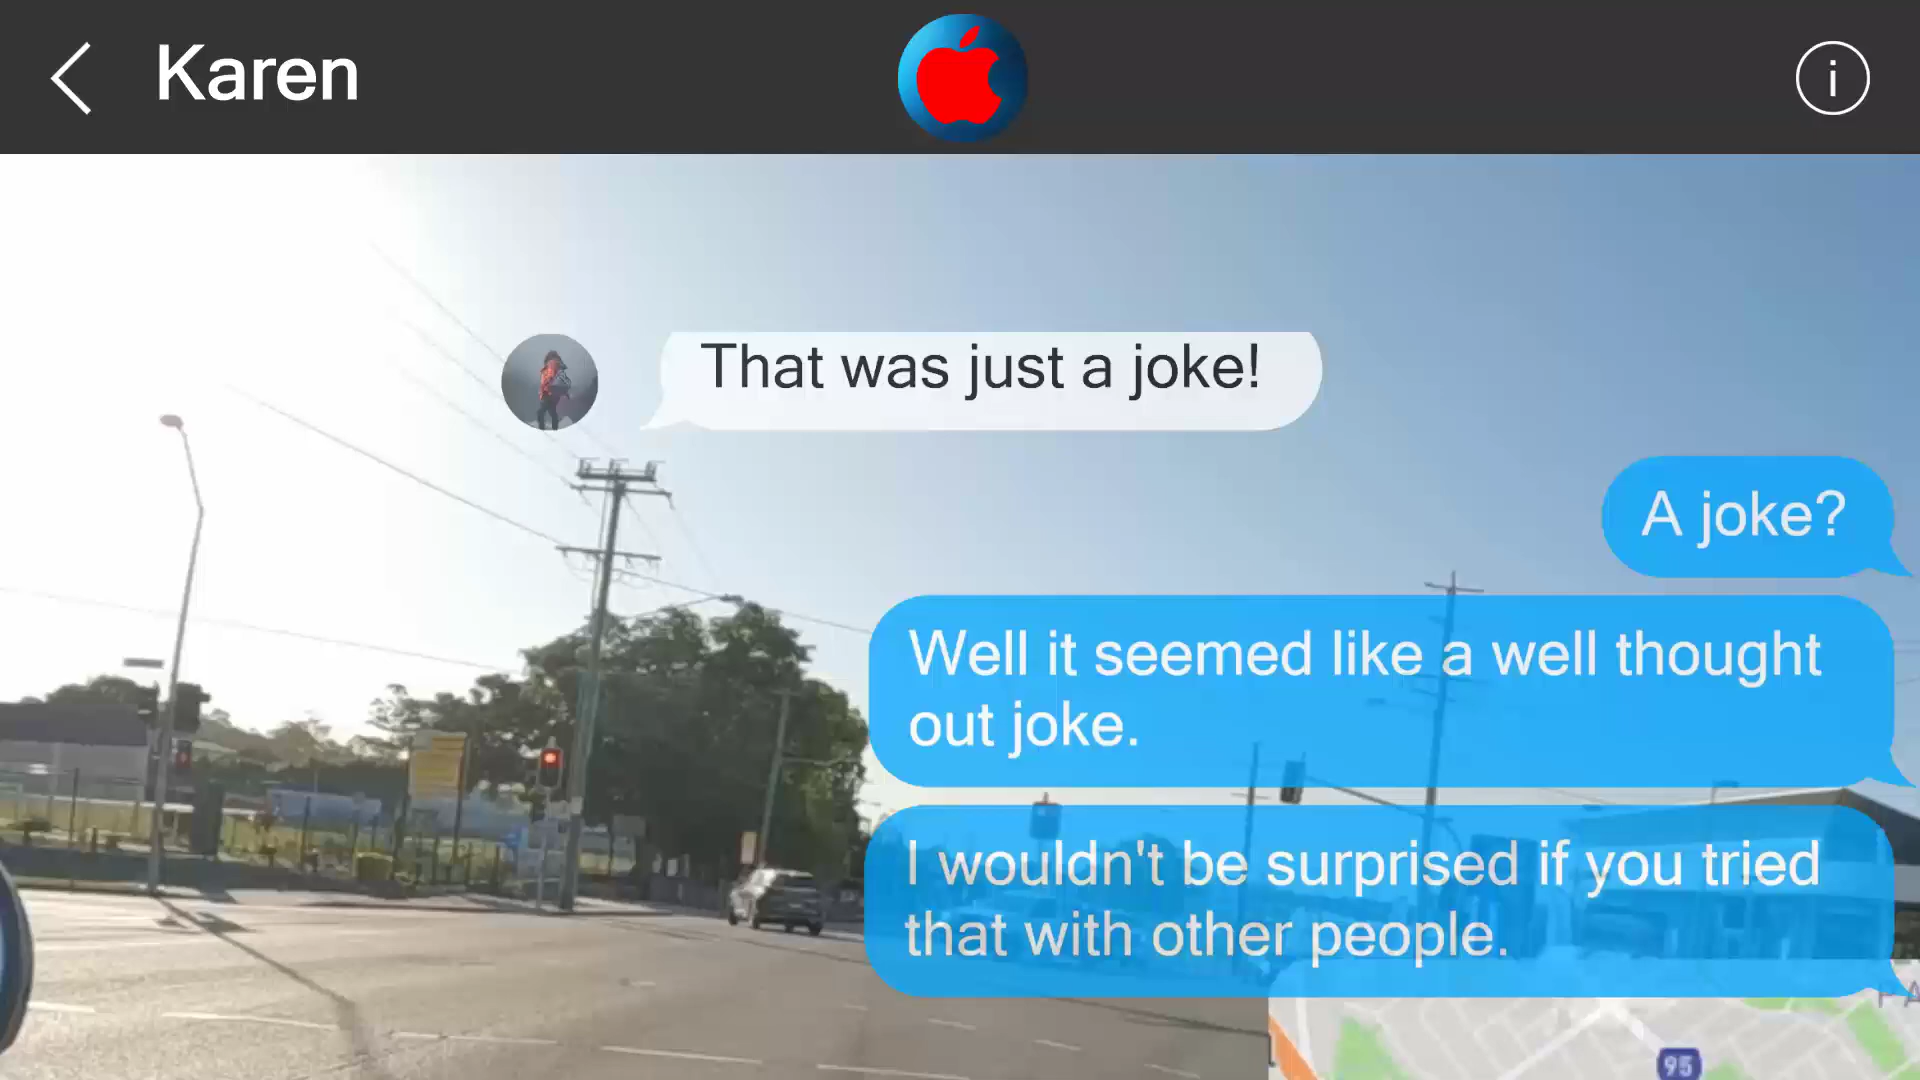 Karen
i
That was just a joke!
A joke?
Well it seemed like a well thought
out joke.
I wouldn't be surprised if you tried
that with other people.
P A
95